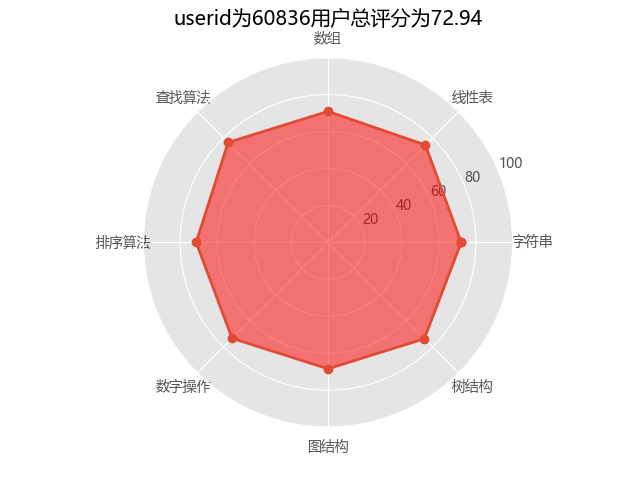 userid为60836用户总评分为72.94
数组
查找算法
线性表
100
80
60
40
20
排序算法
字符串
数字操作
树结构
图结构